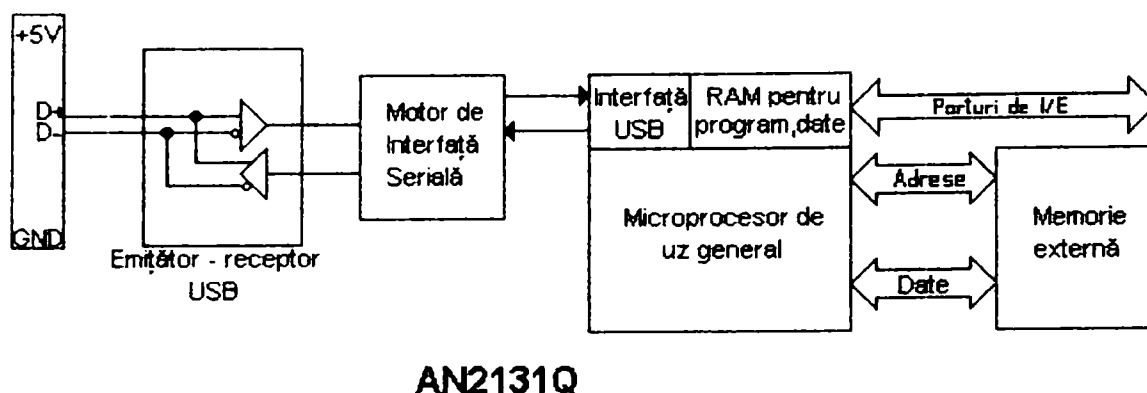 +5V
D+
D-
GND
Emițător - receptor
USB
Motor de
Interfață
Serială
Interfață
USB
RAM pentru
program,date
Microprocesor de
uz general
Porturi de I/E
Adrese
Date
Memorie
externă
AN2131Q